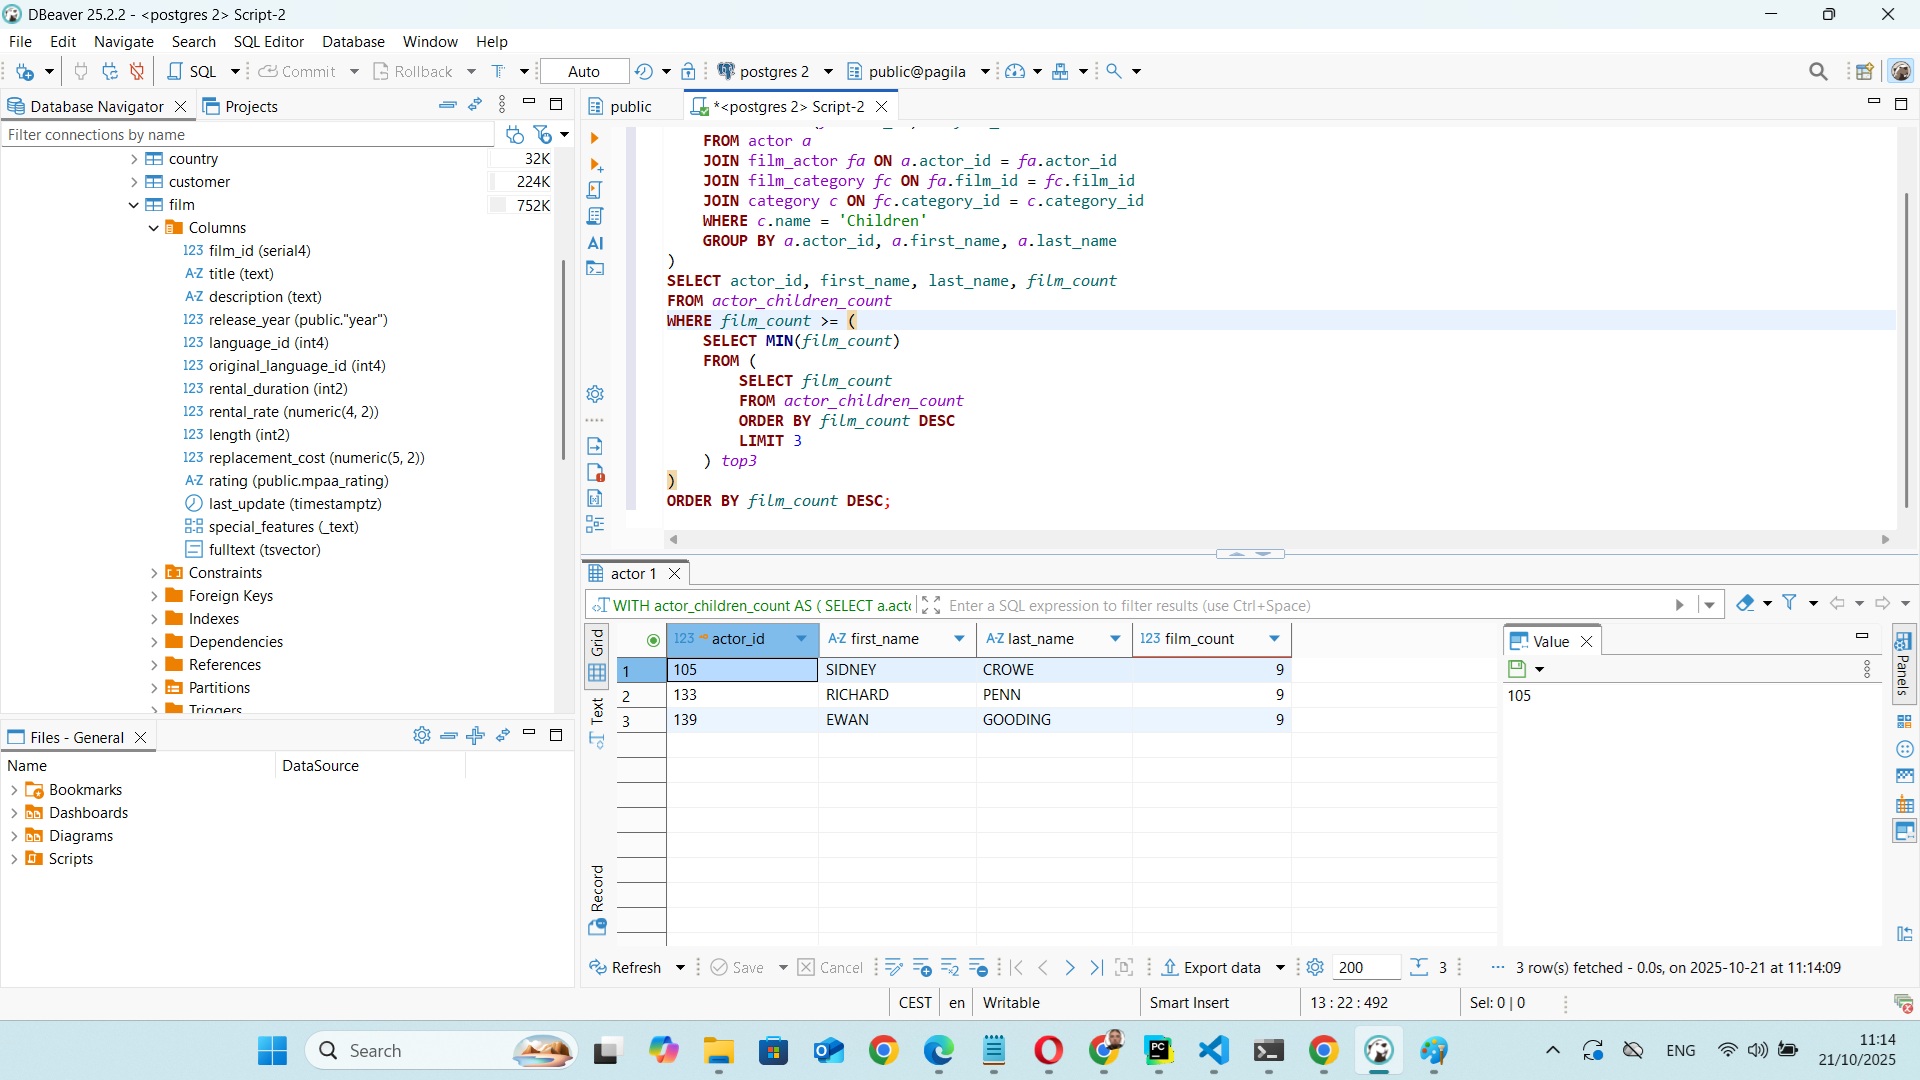 DBeaver 25.2.2 - <postgres 2> Script-2
File Edit Navigate Search SQL Editor Database Window Help
SQL Commit Rollback Auto postgres 2 public@pagila
Database Navigator Projects
Filter connections by name
country 32K
customer 224K
film 752K
Columns
123 film_id (serial4)
A-Z title (text)
A-Z description (text)
123 release_year (public."year")
123 language_id (int4)
123 original_language_id (int4)
123 rental_duration (int2)
123 rental_rate (numeric(4, 2))
123 length (int2)
123 replacement_cost (numeric(5, 2))
A-Z rating (public.mpaa_rating)
last_update (timestamptz)
special_features (_text)
fulltext (tsvector)
Constraints
Foreign Keys
Indexes
Dependencies
References
Partitions
Triggers
Files - General
Name DataSource
Bookmarks
Dashboards
Diagrams
Scripts
public *<postgres 2> Script-2
AI
FROM actor a
JOIN film_actor fa ON a.actor_id = fa.actor_id
JOIN film_category fc ON fa.film_id = fc.film_id
JOIN category c ON fc.category_id = c.category_id
WHERE c.name = 'Children'
GROUP BY a.actor_id, a.first_name, a.last_name
)
SELECT actor_id, first_name, last_name, film_count
FROM actor_children_count
WHERE film_count >= (
SELECT MIN(film_count)
FROM (
SELECT film_count
FROM actor_children_count
ORDER BY film_count DESC
LIMIT 3
) top3
)
ORDER BY film_count DESC;
actor 1
WITH actor_children_count AS ( SELECT a.actc Enter a SQL expression to filter results (use Ctrl+Space)
Grid
Text
Record
123 actor_id A-Z first_name A-Z last_name 123 film_count
1 105 SIDNEY CROWE 9
2 133 RICHARD PENN 9
3 139 EWAN GOODING 9
Value
105
Panels
Refresh Save Cancel Export data 200 3 3 row(s) fetched - 0.0s, on 2025-10-21 at 11:14:09
CEST en Writable Smart Insert 13 : 22 : 492 Sel: 0 | 0
Search
PC
ENG
11:14
21/10/2025